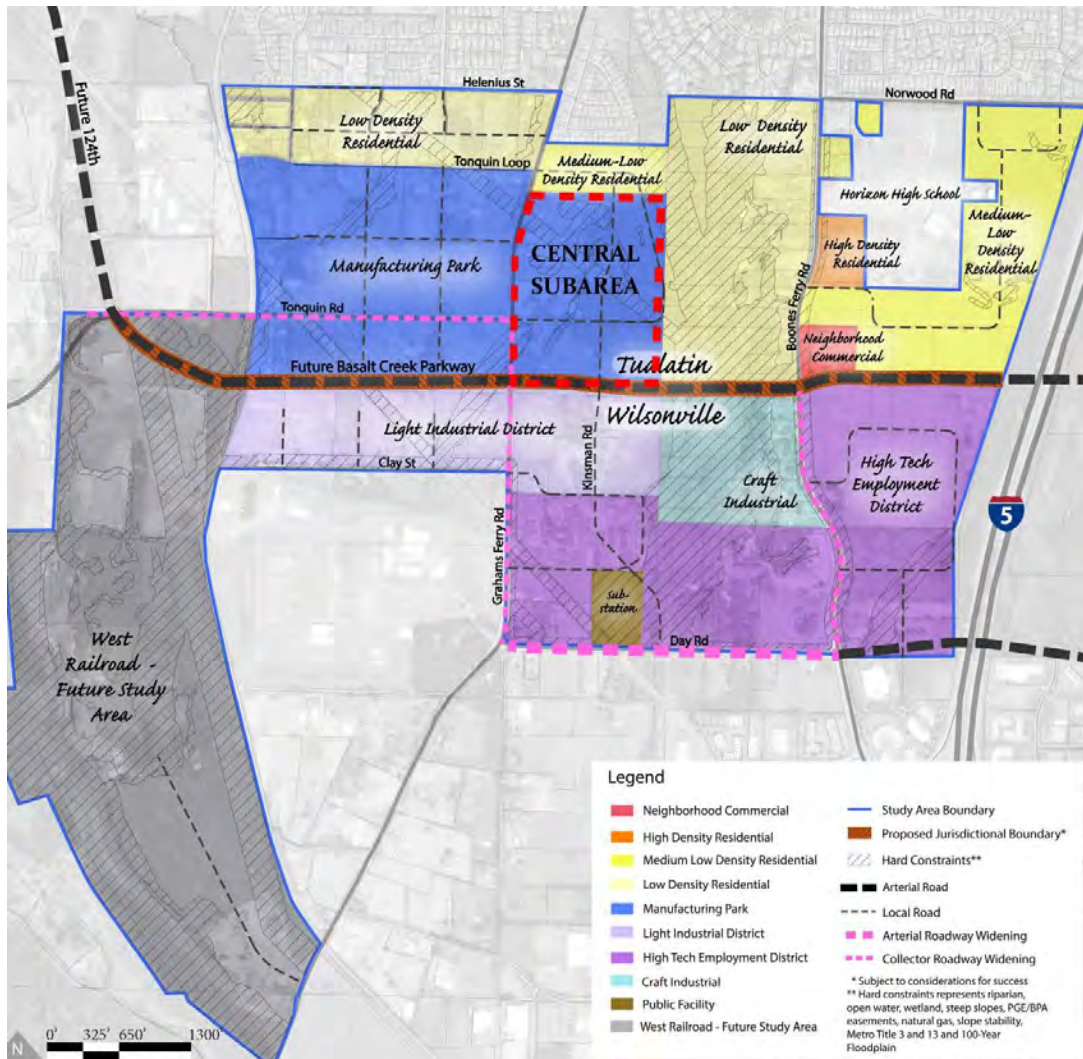 Helenius St
Norwood Rd
Future 124th
Low Density
Residential
Low Density
Residential
Tonquin Loop
Medium-Low
Density Residential
Horizon High School
Medium-
Low
Density
Residential
CENTRAL
SUBAREA
High Density
Residential
Manufacturing Park
Boones Ferry Rd
Tonquin Rd
Neighborhood
Commercial
Future Basalt Creek Parkway
Tualatin
Wilsonville
Light Industrial District
Kinsman Rd
Clay St
High Tech
Employment
District
Craft
Industrial
5
Grahams Ferry Rd
Sub-
station
Day Rd
West
Railroad -
Future Study
Area
Legend
Neighborhood Commercial
High Density Residential
Medium Low Density Residential
Low Density Residential
Manufacturing Park
Light Industrial District
High Tech Employment District
Craft Industrial
Public Facility
West Railroad - Future Study Area
Study Area Boundary
Proposed Jurisdictional Boundary*
Hard Constraints**
Arterial Road
Local Road
Arterial Roadway Widening
Collector Roadway Widening
* Subject to considerations for success
** Hard constraints represents riparian,
open water, wetland, steep slopes, PGE/BPA
easements, natural gas, slope stability,
Metro Title 3 and 13 and 100-Year
Floodplain
0' 325' 650' 1300'
N